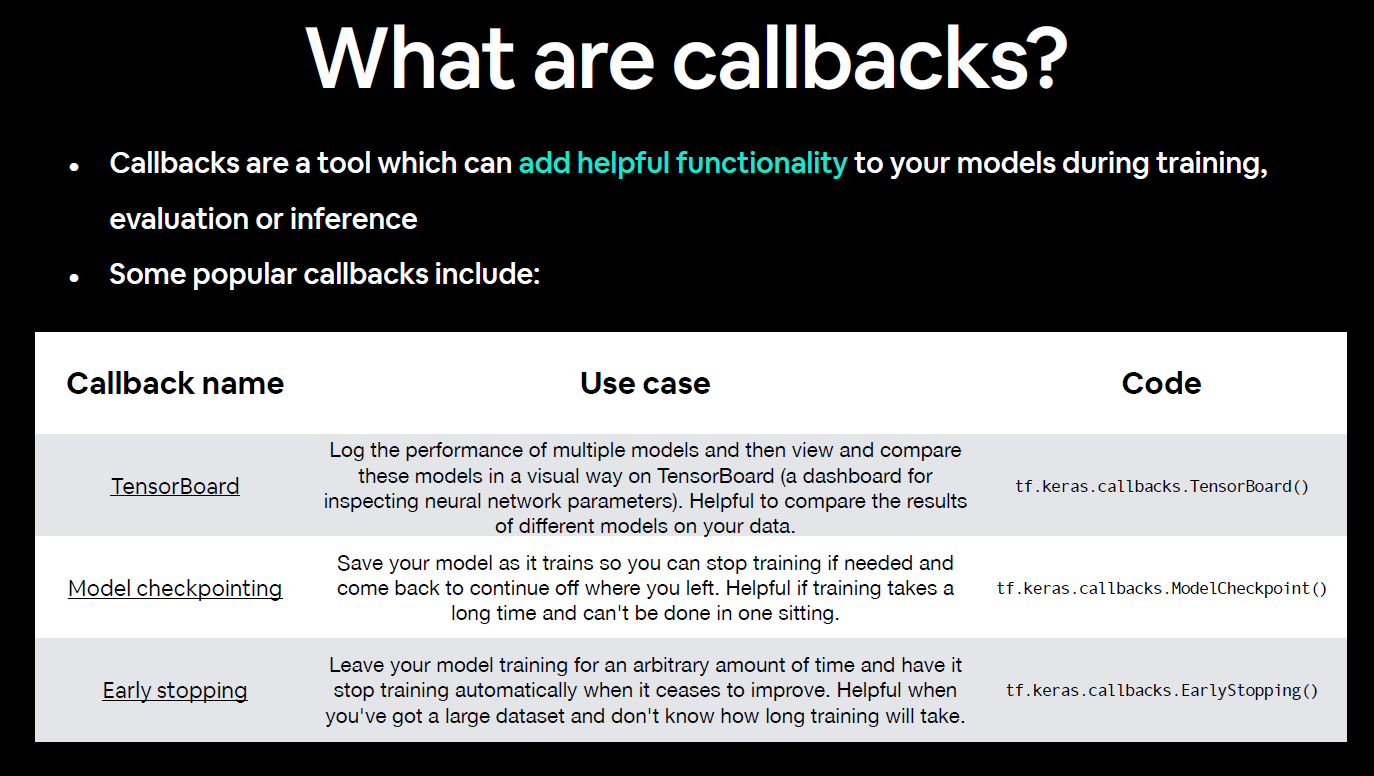 What are callbacks?
● Callbacks are a tool which can add helpful functionality to your models during training,
evaluation or inference
● Some popular callbacks include:
Callback name Use case Code
TensorBoard
Log the performance of multiple models and then view and compare
these models in a visual way on TensorBoard (a dashboard for
inspecting neural network parameters). Helpful to compare the results
of different models on your data.
tf.keras.callbacks.TensorBoard()
Model checkpointing
Save your model as it trains so you can stop training if needed and
come back to continue off where you left. Helpful if training takes a
long time and can't be done in one sitting.
tf.keras.callbacks.ModelCheckpoint()
Early stopping
Leave your model training for an arbitrary amount of time and have it
stop training automatically when it ceases to improve. Helpful when
you've got a large dataset and don't know how long training will take.
tf.keras.callbacks.EarlyStopping()